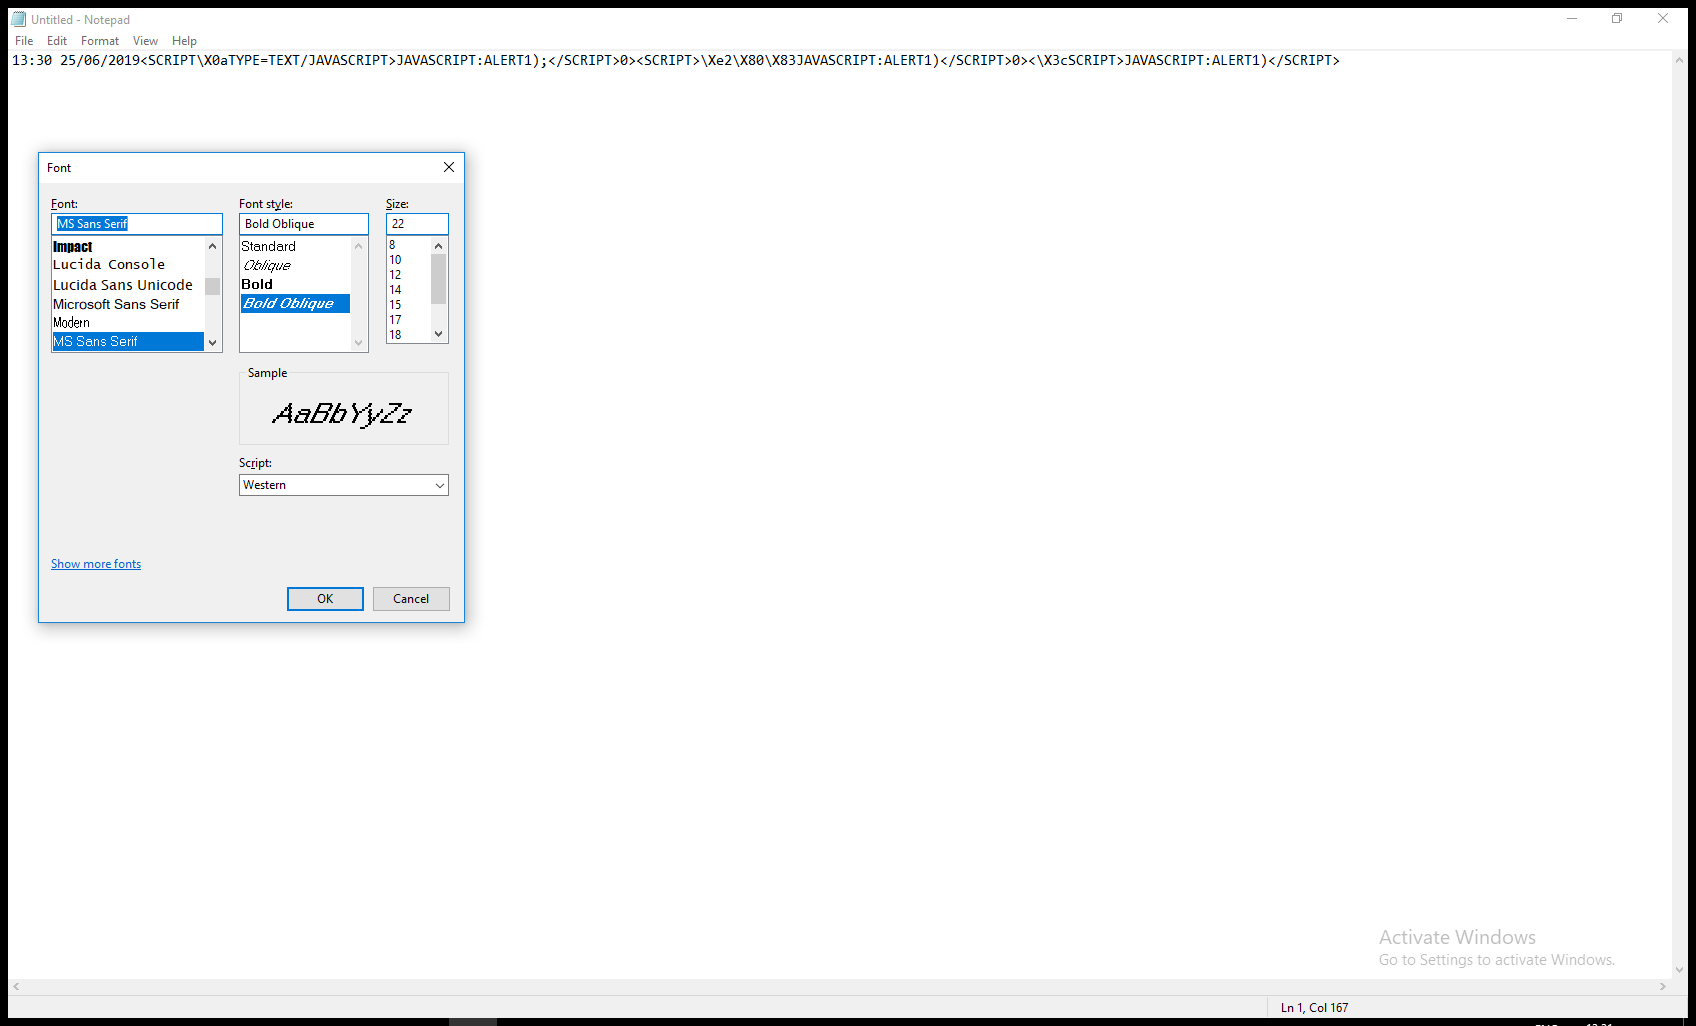 Untitled - Notepad
File Edit Format View Help
13:30 25/06/2019<SCRIPT\X0aTYPE=TEXT/JAVASCRIPT>JAVASCRIPT:ALERT1);</SCRIPT>0><SCRIPT>\Xe2\X80\X83JAVASCRIPT:ALERT1)</SCRIPT>0><\X3cSCRIPT>JAVASCRIPT:ALERT1)</SCRIPT>
Font
Font: Font style: Size:
MS Sans Serif Bold Oblique 22
Impact Standard 8
Lucida Console Oblique 10
Lucida Sans Unicode Bold 12
Microsoft Sans Serif Bold Oblique 14
Modern 15
MS Sans Serif 17
18
Sample
AaBbYyZz
Script:
Western
Show more fonts
OK Cancel
Activate Windows
Go to Settings to activate Windows.
Ln 1, Col 167